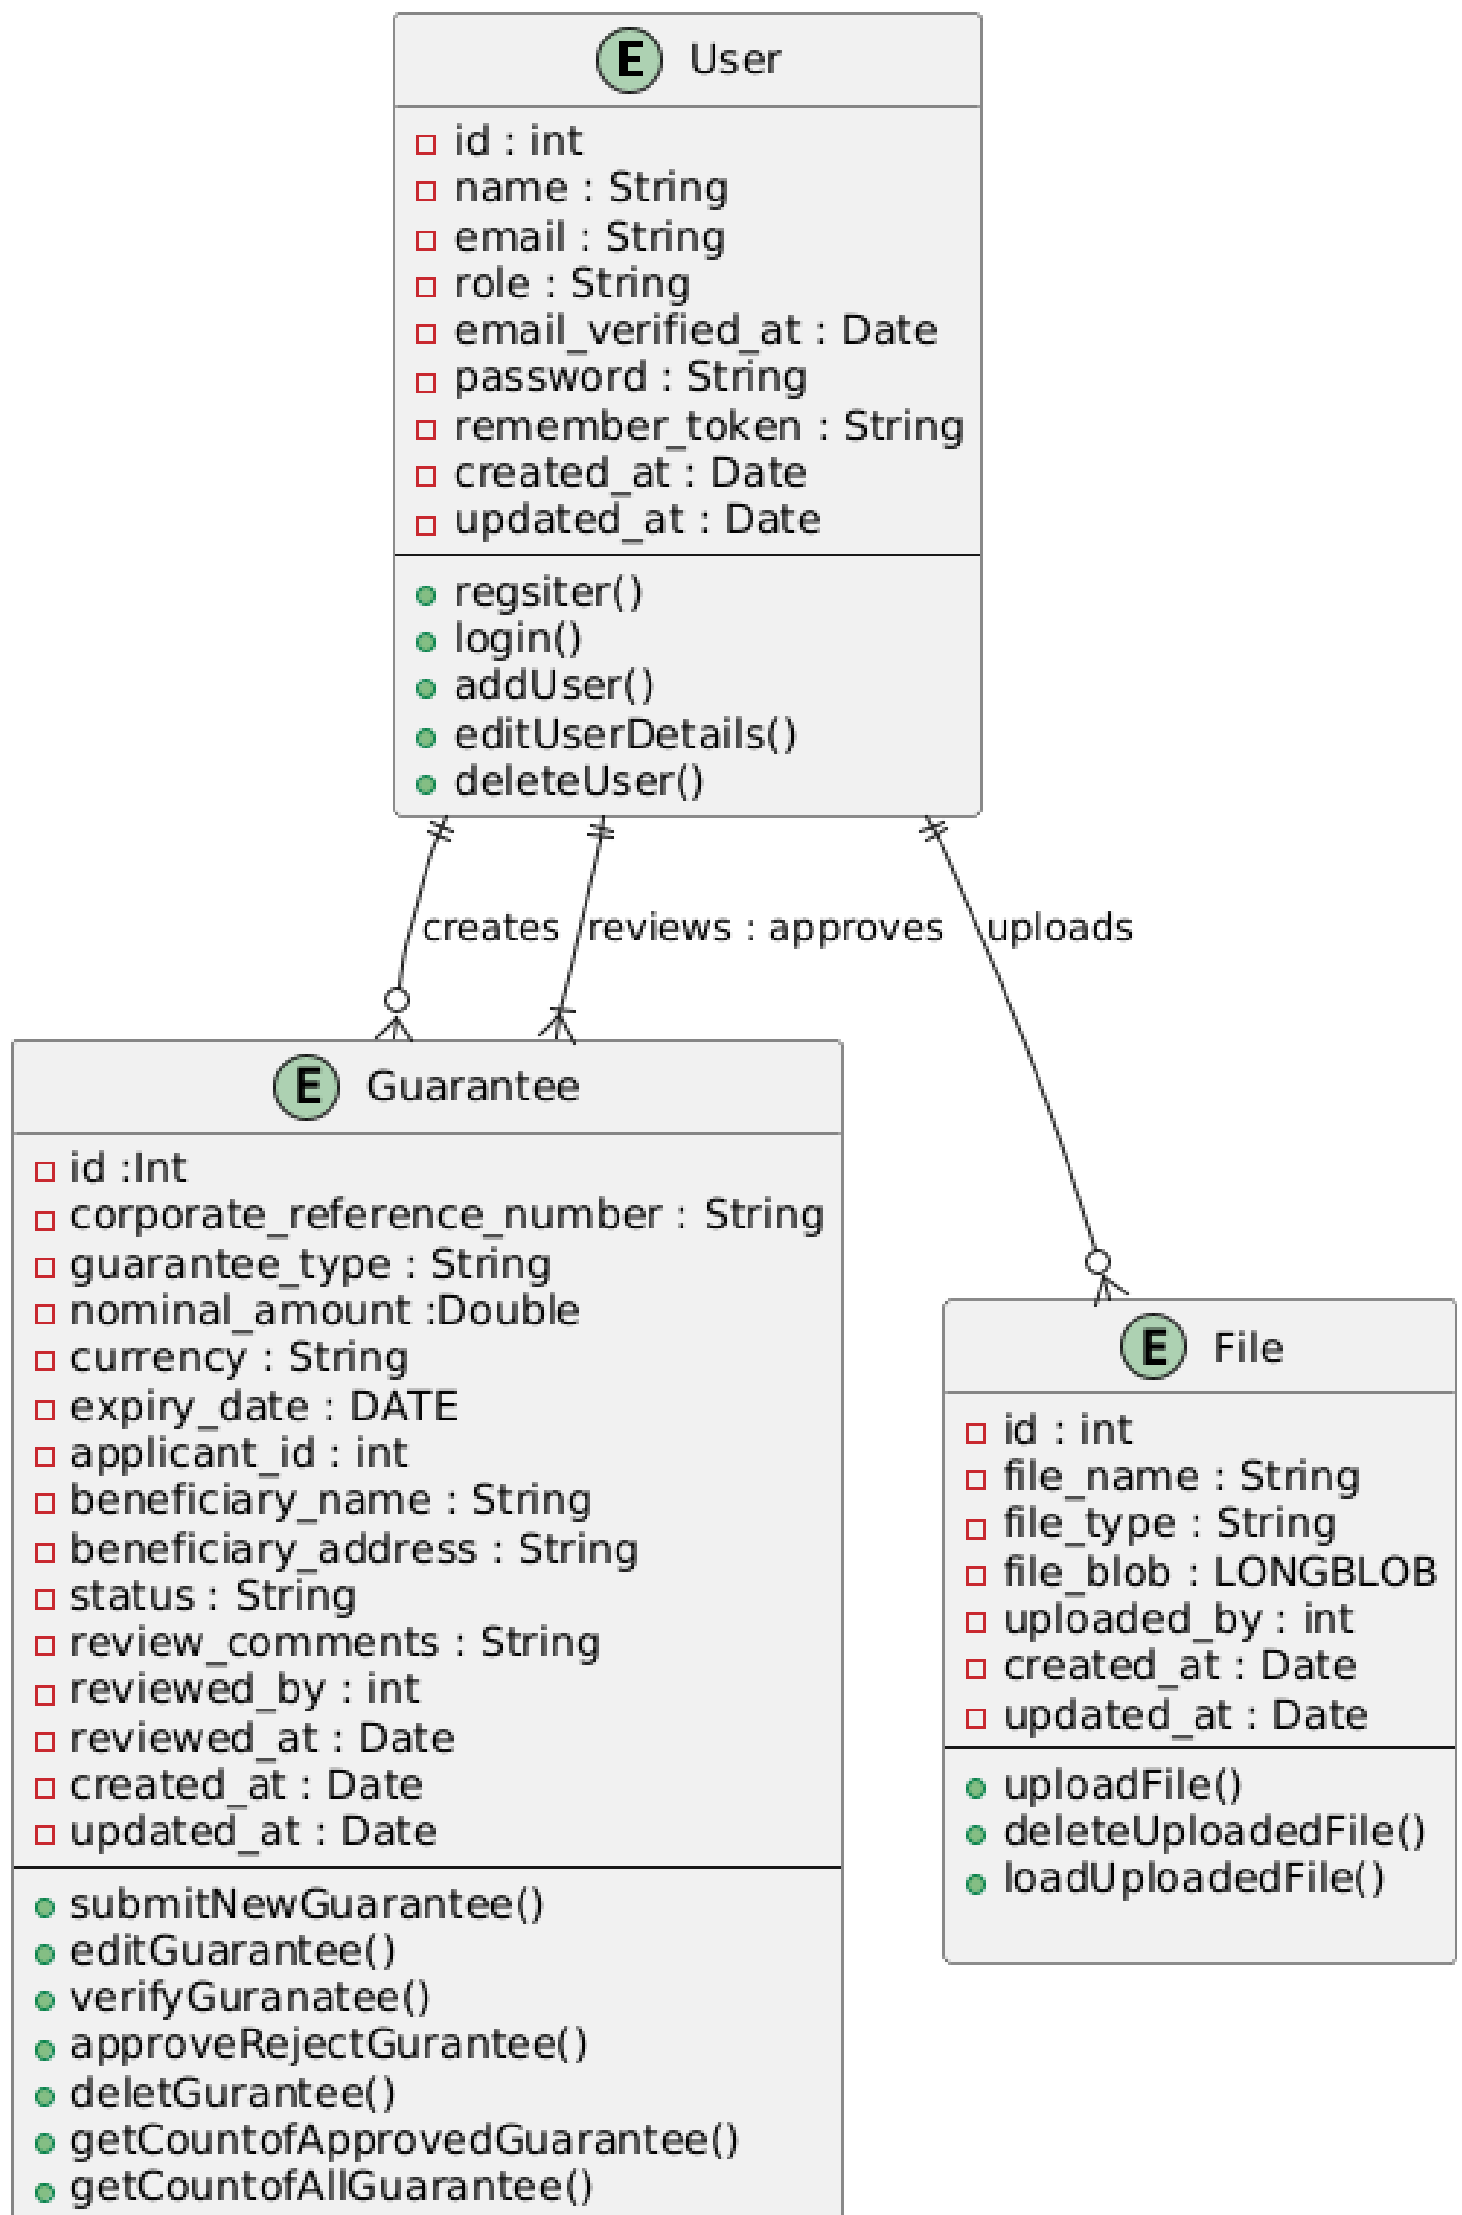 E User
id : int
name : String
email : String
role : String
email_verified_at : Date
password : String
remember_token : String
created_at : Date
updated_at : Date
regsiter()
login()
addUser()
editUserDetails()
deleteUser()
creates
reviews : approves
uploads
E Guarantee
id :Int
corporate_reference_number : String
guarantee_type : String
nominal_amount :Double
currency : String
expiry_date : DATE
applicant_id : int
beneficiary_name : String
beneficiary_address : String
status : String
review_comments : String
reviewed_by : int
reviewed_at : Date
created_at : Date
updated_at : Date
submitNewGuarantee()
editGuarantee()
verifyGuranatee()
approveRejectGurantee()
deletGurantee()
getCountofApprovedGuarantee()
getCountofAllGuarantee()
E File
id : int
file_name : String
file_type : String
file_blob : LONGBLOB
uploaded_by : int
created_at : Date
updated_at : Date
uploadFile()
deleteUploadedFile()
loadUploadedFile()